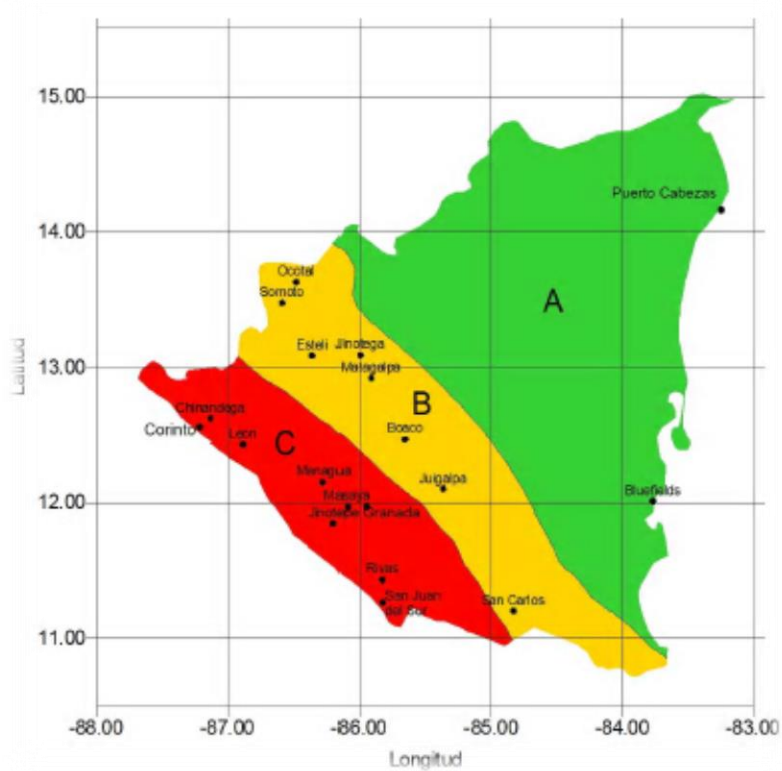 15.00
Puerto Cabezas
14.00
Ocotal
Somoto
A
Esteli
Jinotega
13.00
Matagalpa
Latitud
B
Chinandega
Boaco
Corinto
Leon
C
Managua
Juigalpa
12.00
Masaya
Bluefields
Jinotepe
Granada
Rivas
San Juan
del Sur
San Carlos
11.00
-88.00
-87.00
-86.00
-85.00
-84.00
-83.00
Longitud